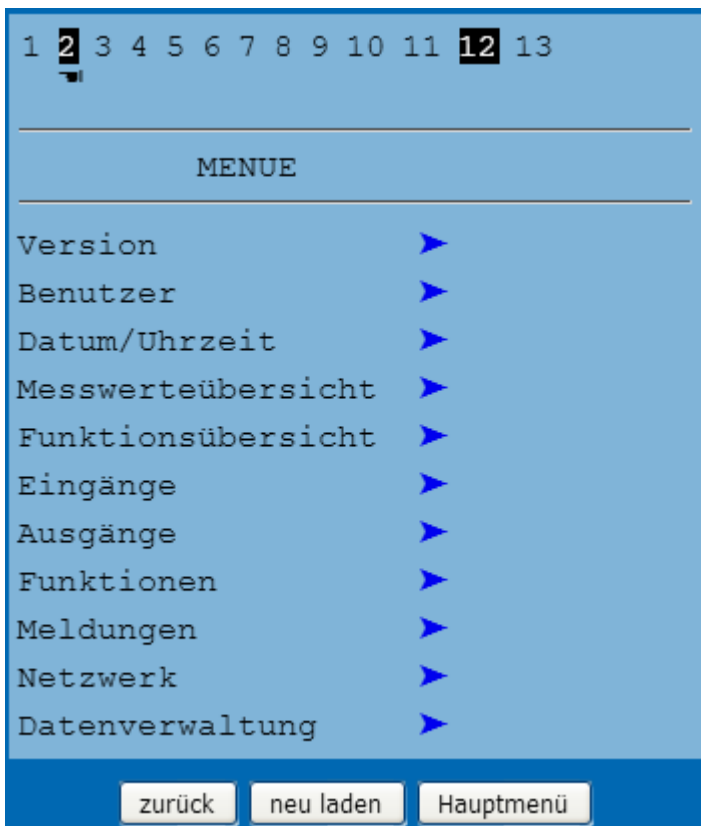 1 2 3 4 5 6 7 8 9 10 11 12 13
MENUE
Version
Benutzer
Datum/Uhrzeit
Messwerteübersicht
Funktionsübersicht
Eingänge
Ausgänge
Funktionen
Meldungen
Netzwerk
Datenverwaltung
zurück neu laden Hauptmenü